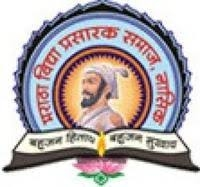 मराठा विद्या प्रसारक समाज, नाशिक
बहुजन हिताय बहुजन सुखाय